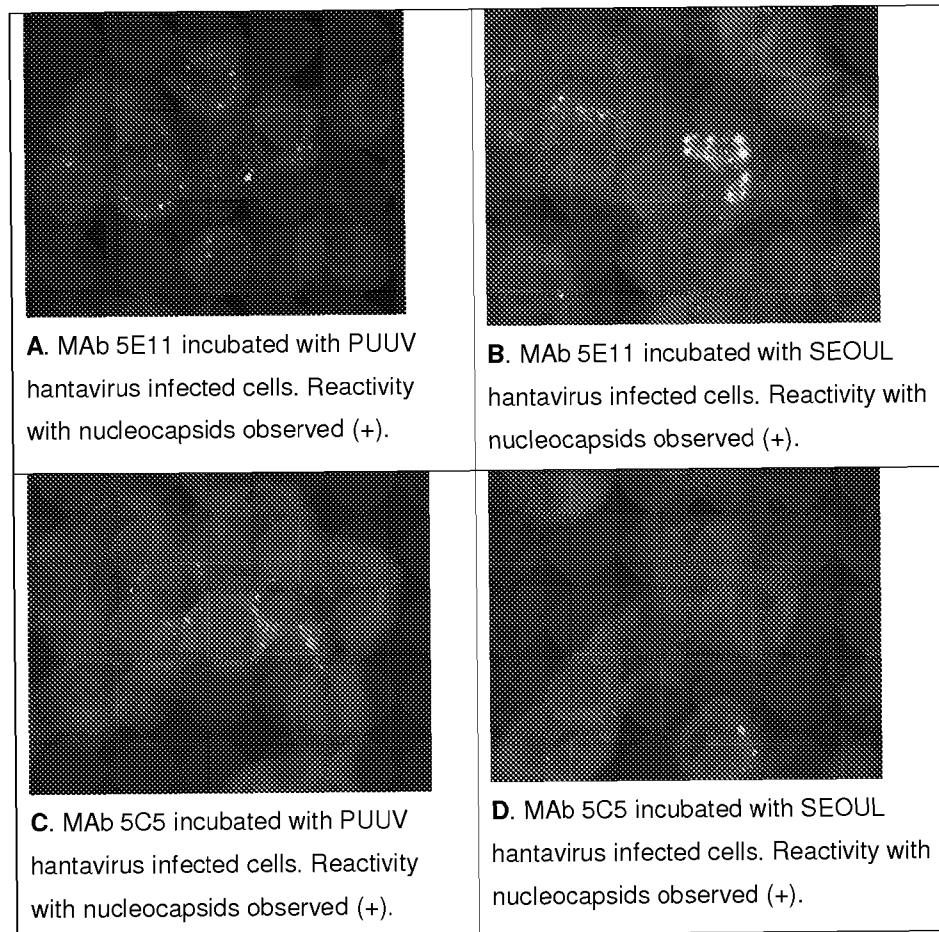 A. MAb 5E11 incubated with PUUV
hantavirus infected cells. Reactivity
with nucleocapsids observed (+).
B. MAb 5E11 incubated with SEOUL
hantavirus infected cells. Reactivity with
nucleocapsids observed (+).
C. MAb 5C5 incubated with PUUV
hantavirus infected cells. Reactivity
with nucleocapsids observed (+).
D. MAb 5C5 incubated with SEOUL
hantavirus infected cells. Reactivity with
nucleocapsids observed (+).